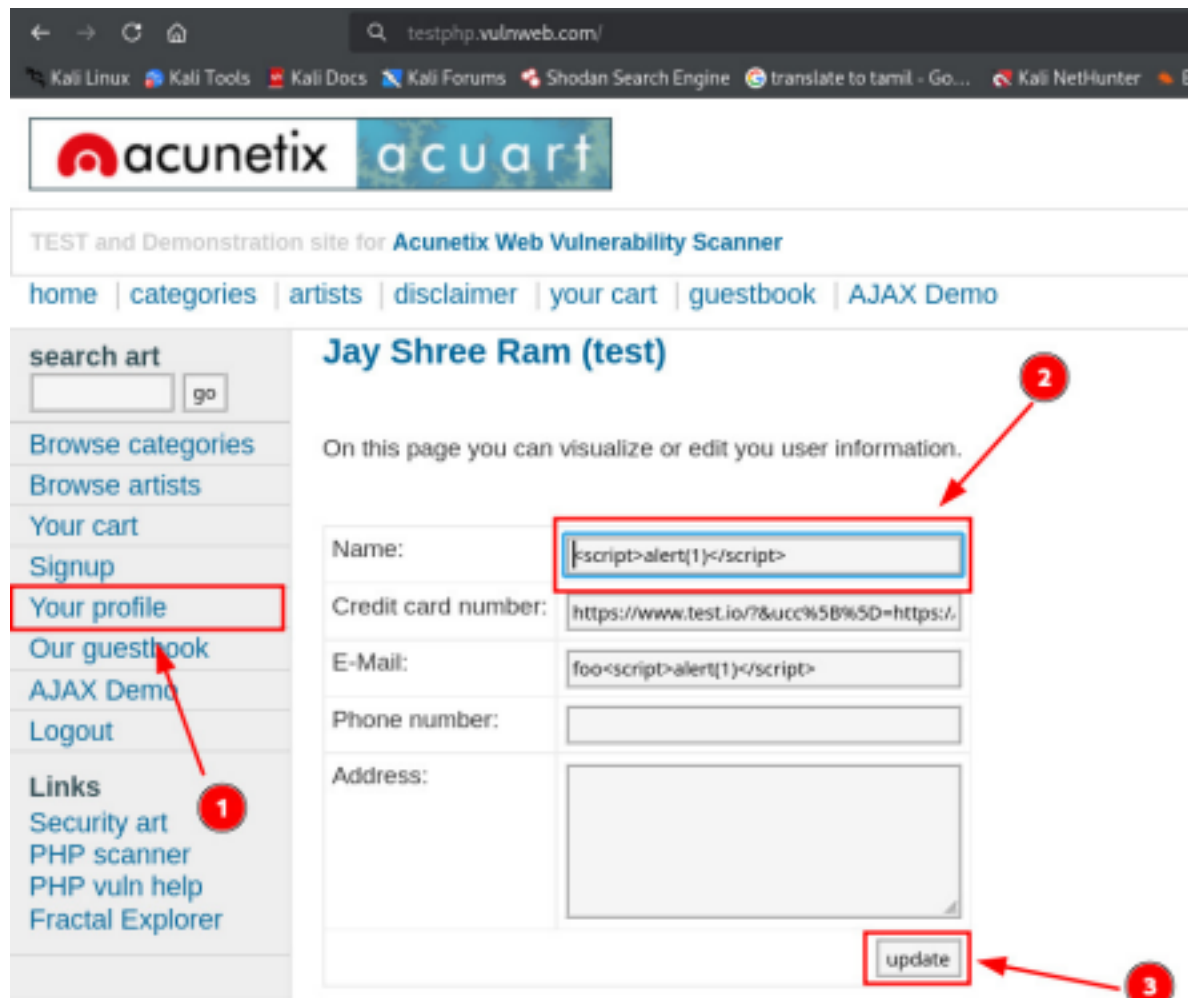 testphp.vulnweb.com/
Kali Linux Kali Tools Kali Docs Kali Forums Shodan Search Engine translate to tamil - Go... Kali NetHunter
acunetix acuart
TEST and Demonstration site for Acunetix Web Vulnerability Scanner
home | categories | artists | disclaimer | your cart | guestbook | AJAX Demo
search art
go
Browse categories
Browse artists
Your cart
Signup
Your profile
Our guestbook
AJAX Demo
Logout
Links
Security art
PHP scanner
PHP vuln help
Fractal Explorer
1
Jay Shree Ram (test)
2
On this page you can visualize or edit you user information.
Name: <script>alert(1)</script>
Credit card number: https://www.test.io/?&ucc%5B%5D=https:/
E-Mail: foo<script>alert(1)</script>
Phone number:
Address:
update
3